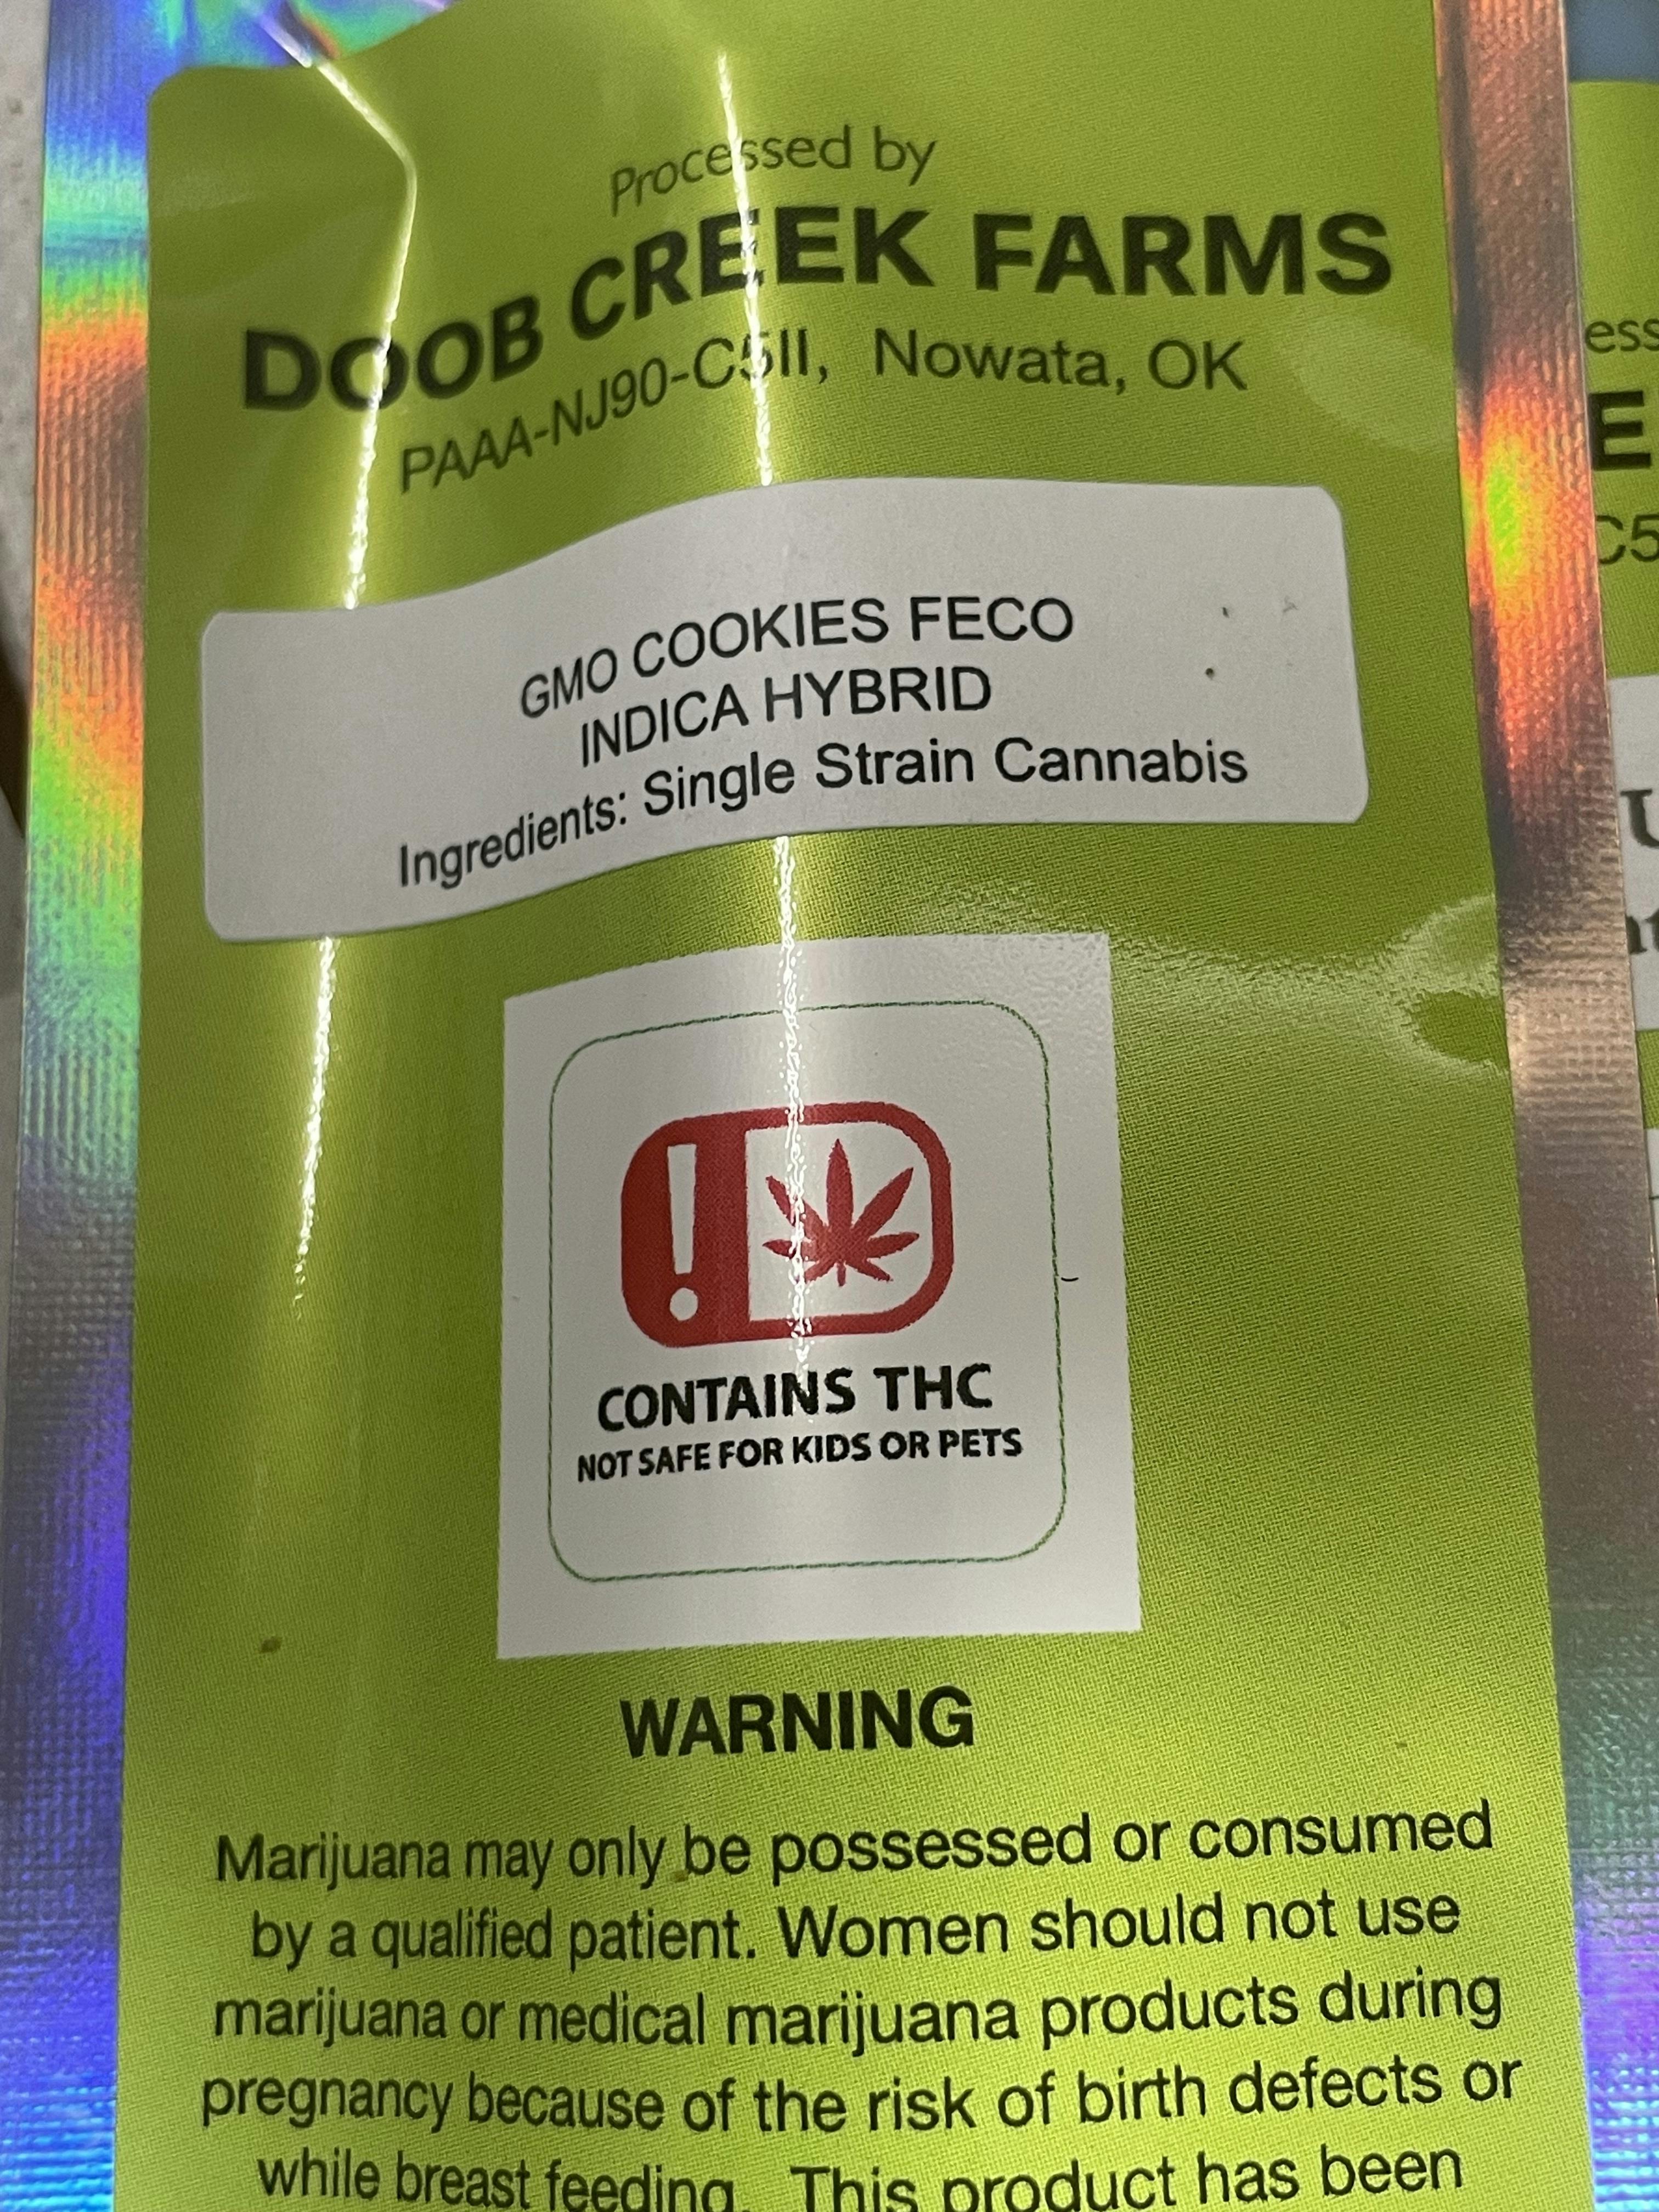 Processed by
DOOB CREEK FARMS
PAAA-NJ90-C5II, Nowata, OK
GMO COOKIES FECO
INDICA HYBRID
Ingredients: Single Strain Cannabis
CONTAINS THC
NOT SAFE FOR KIDS OR PETS
WARNING
Marijuana may only be possessed or consumed
by a qualified patient. Women should not use
marijuana or medical marijuana products during
pregnancy because of the risk of birth defects or
while breast feeding. This product has been
ess
E
C5